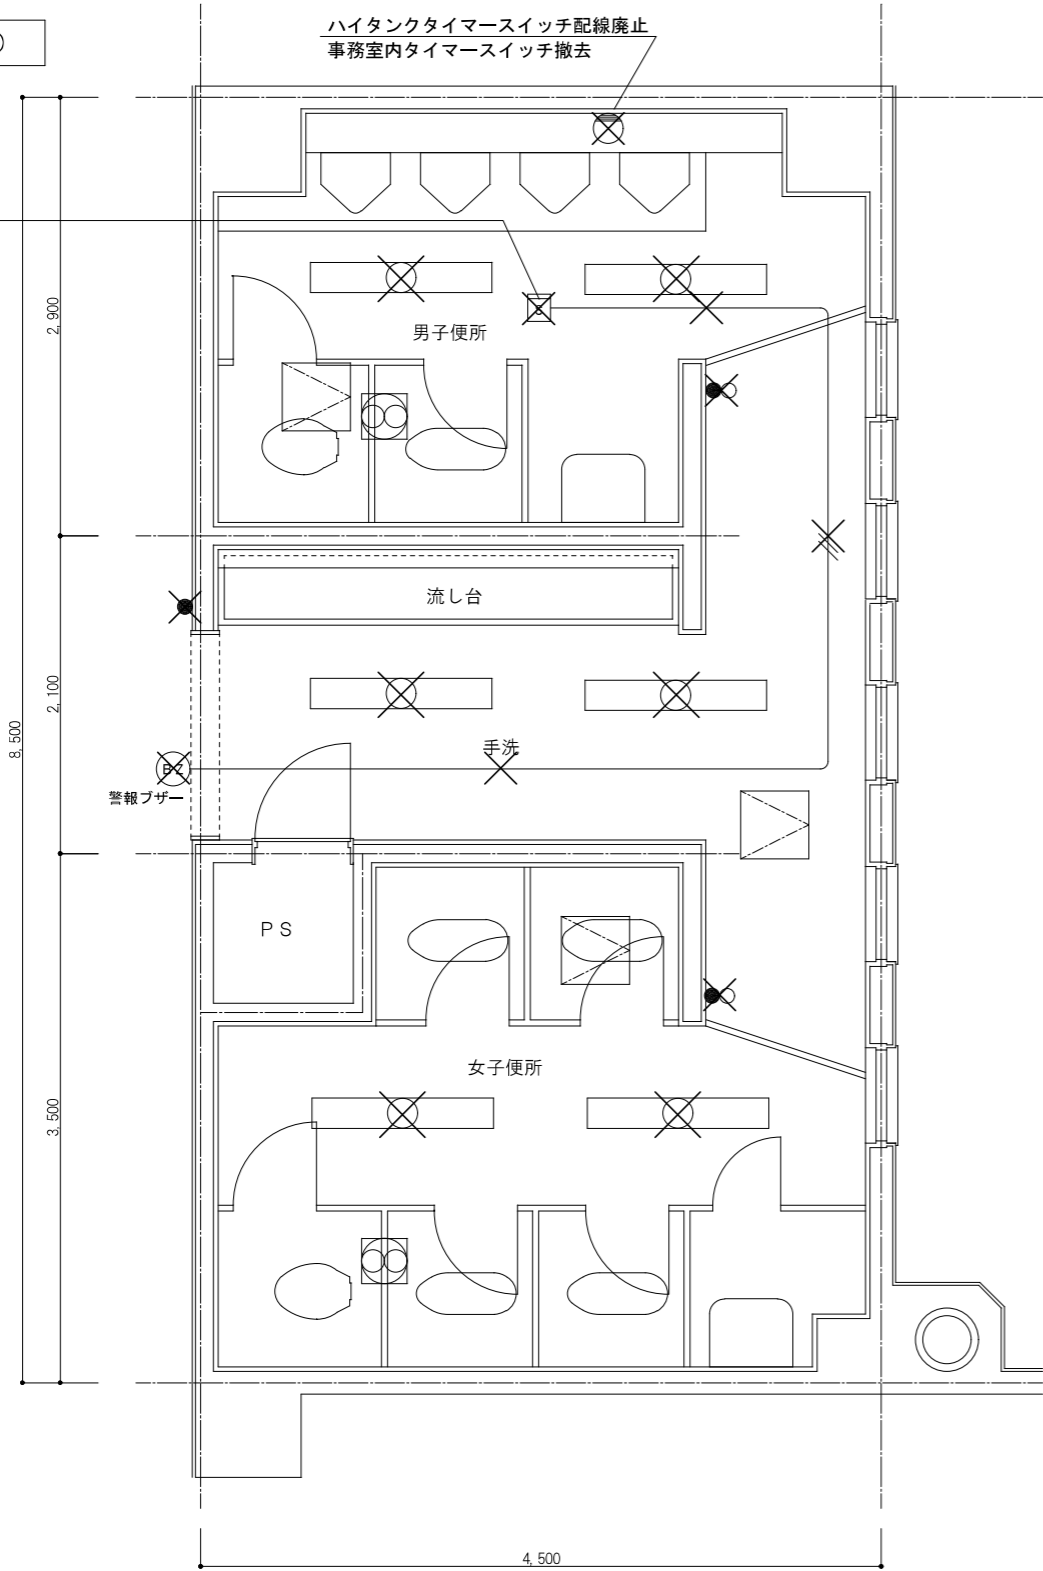 ハイタンクタイマースイッチ配線廃止
事務室内タイマースイッチ撤去
2,900
男子便所
S
流し台
2,100
8,500
手洗
BZ
警報ブザー
PS
女子便所
3,500
4,500